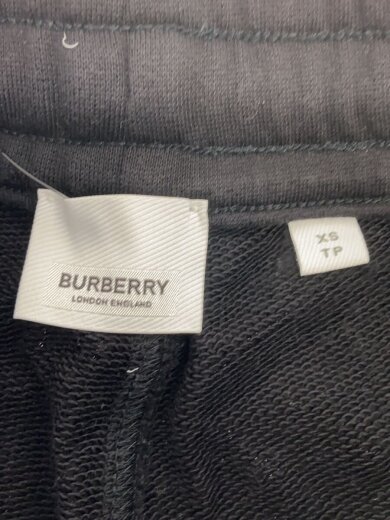 BURBERRY
LONDON ENGLAND
XS
TP